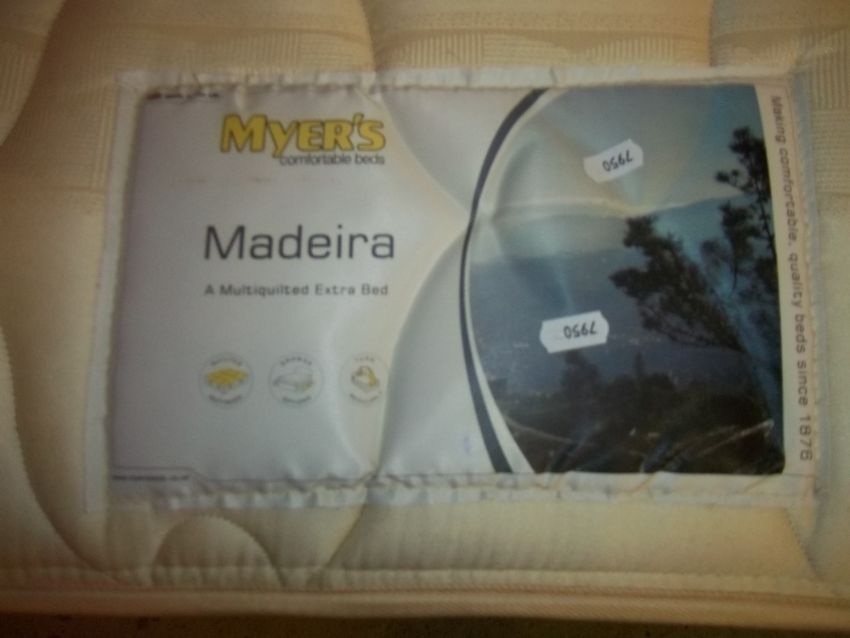 MYER'S
comfortable beds
Madeira
A Multiquilted Extra Bed
7950
7950
Making comfortable, quality beds since 1876